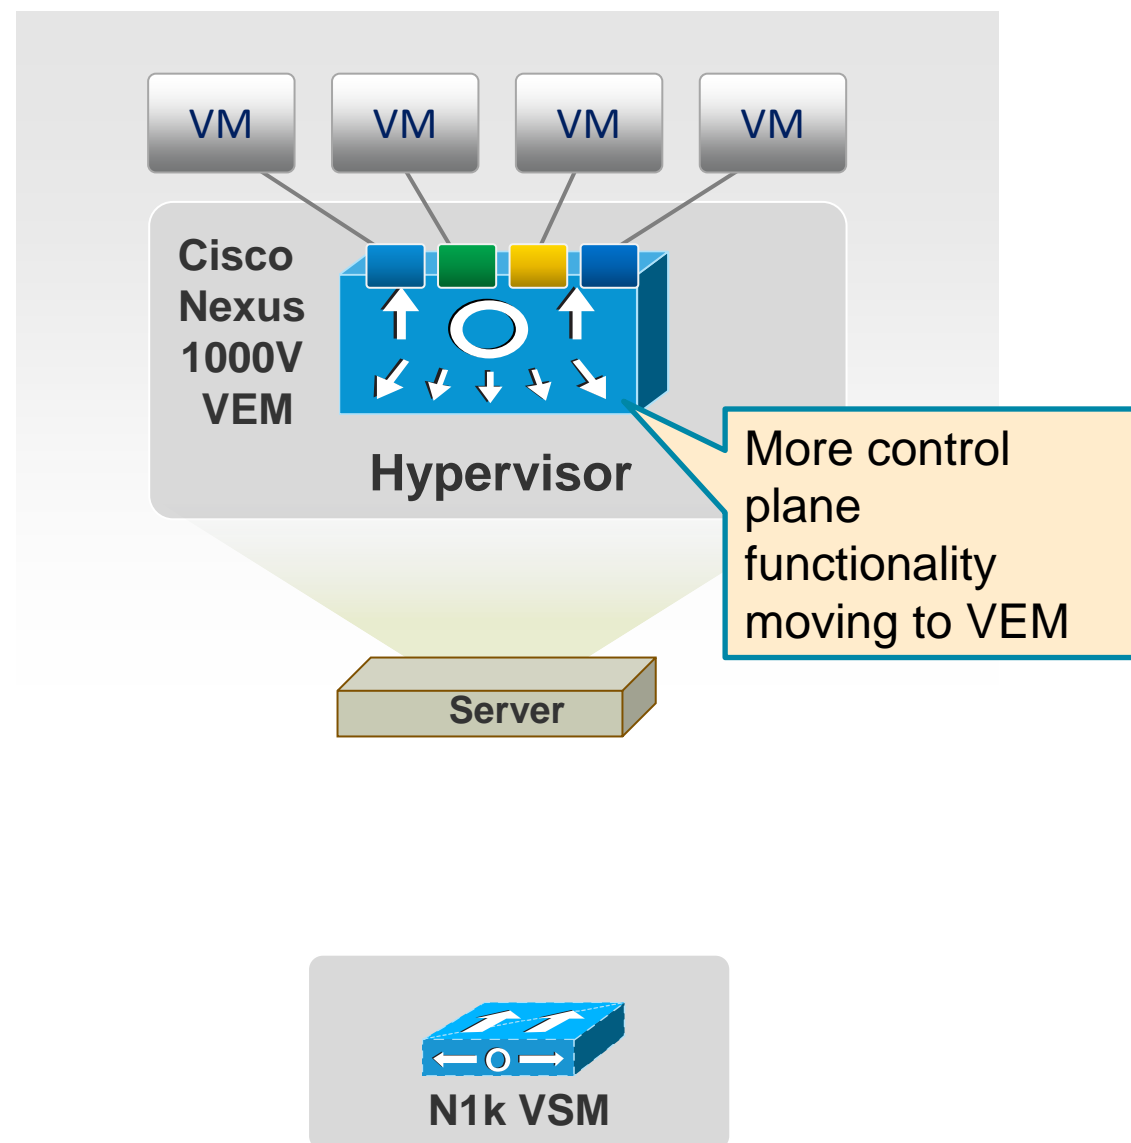 VM
VM
VM
VM
Cisco
Nexus
1000V
VEM
Hypervisor
More control
plane
functionality
moving to VEM
Server
N1k VSM